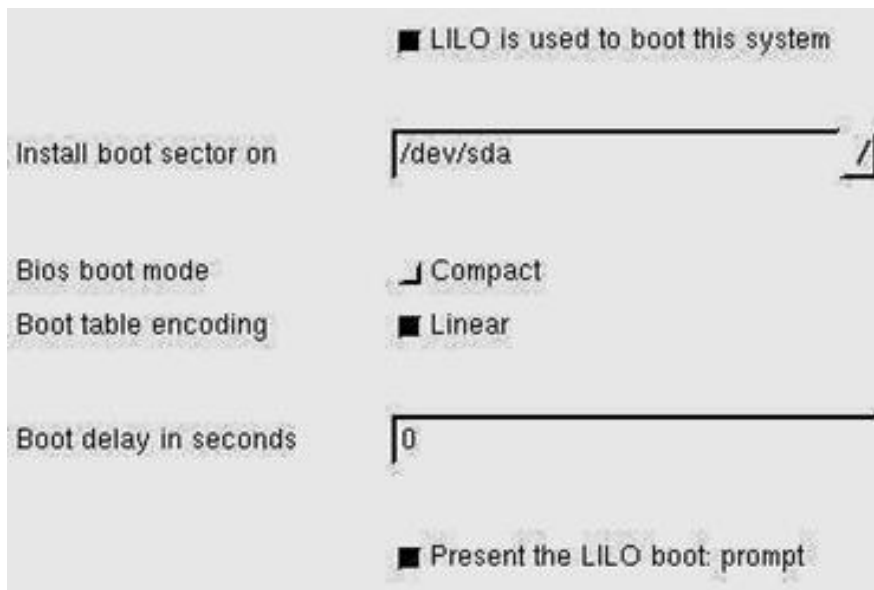 LILO is used to boot this system
Install boot sector on /dev/sda /
Bios boot mode Compact
Boot table encoding Linear
Boot delay in seconds 0
Present the LILO boot: prompt